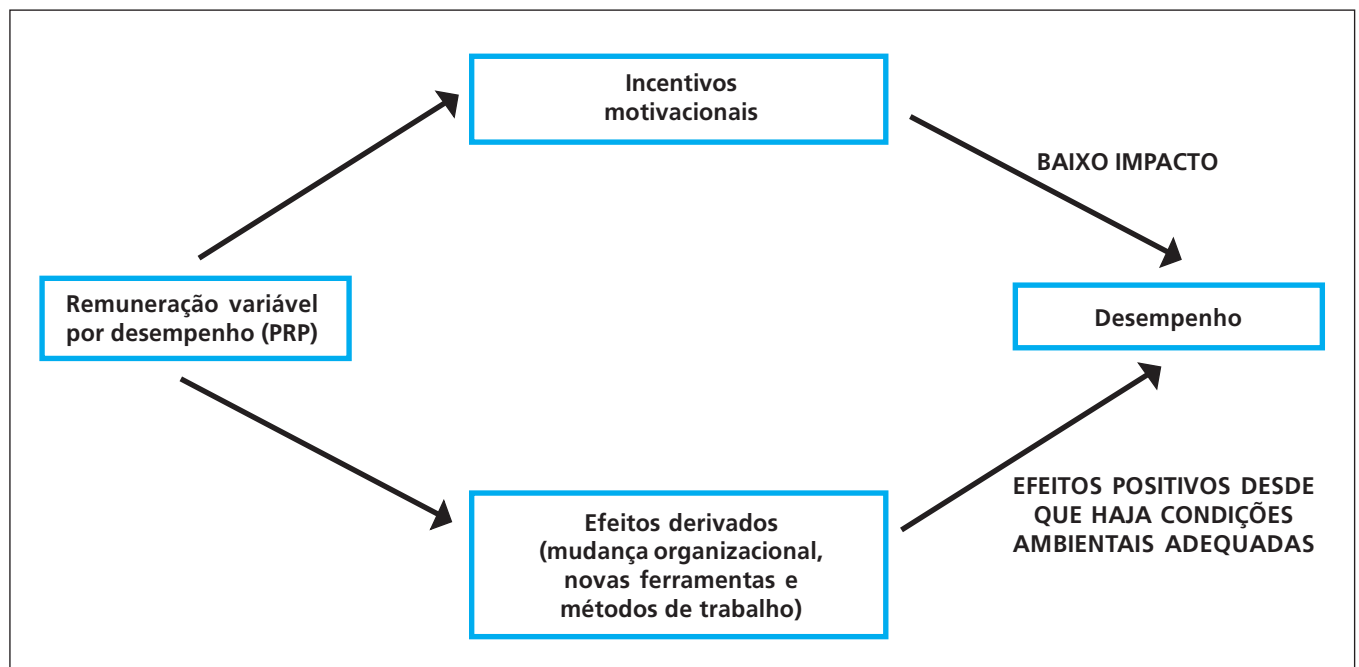 Incentivos
motivacionais
BAIXO IMPACTO
Remuneração variável
por desempenho (PRP)
Desempenho
Efeitos derivados
(mudança organizacional,
novas ferramentas e
métodos de trabalho)
EFEITOS POSITIVOS DESDE
QUE HAJA CONDIÇÕES
AMBIENTAIS ADEQUADAS